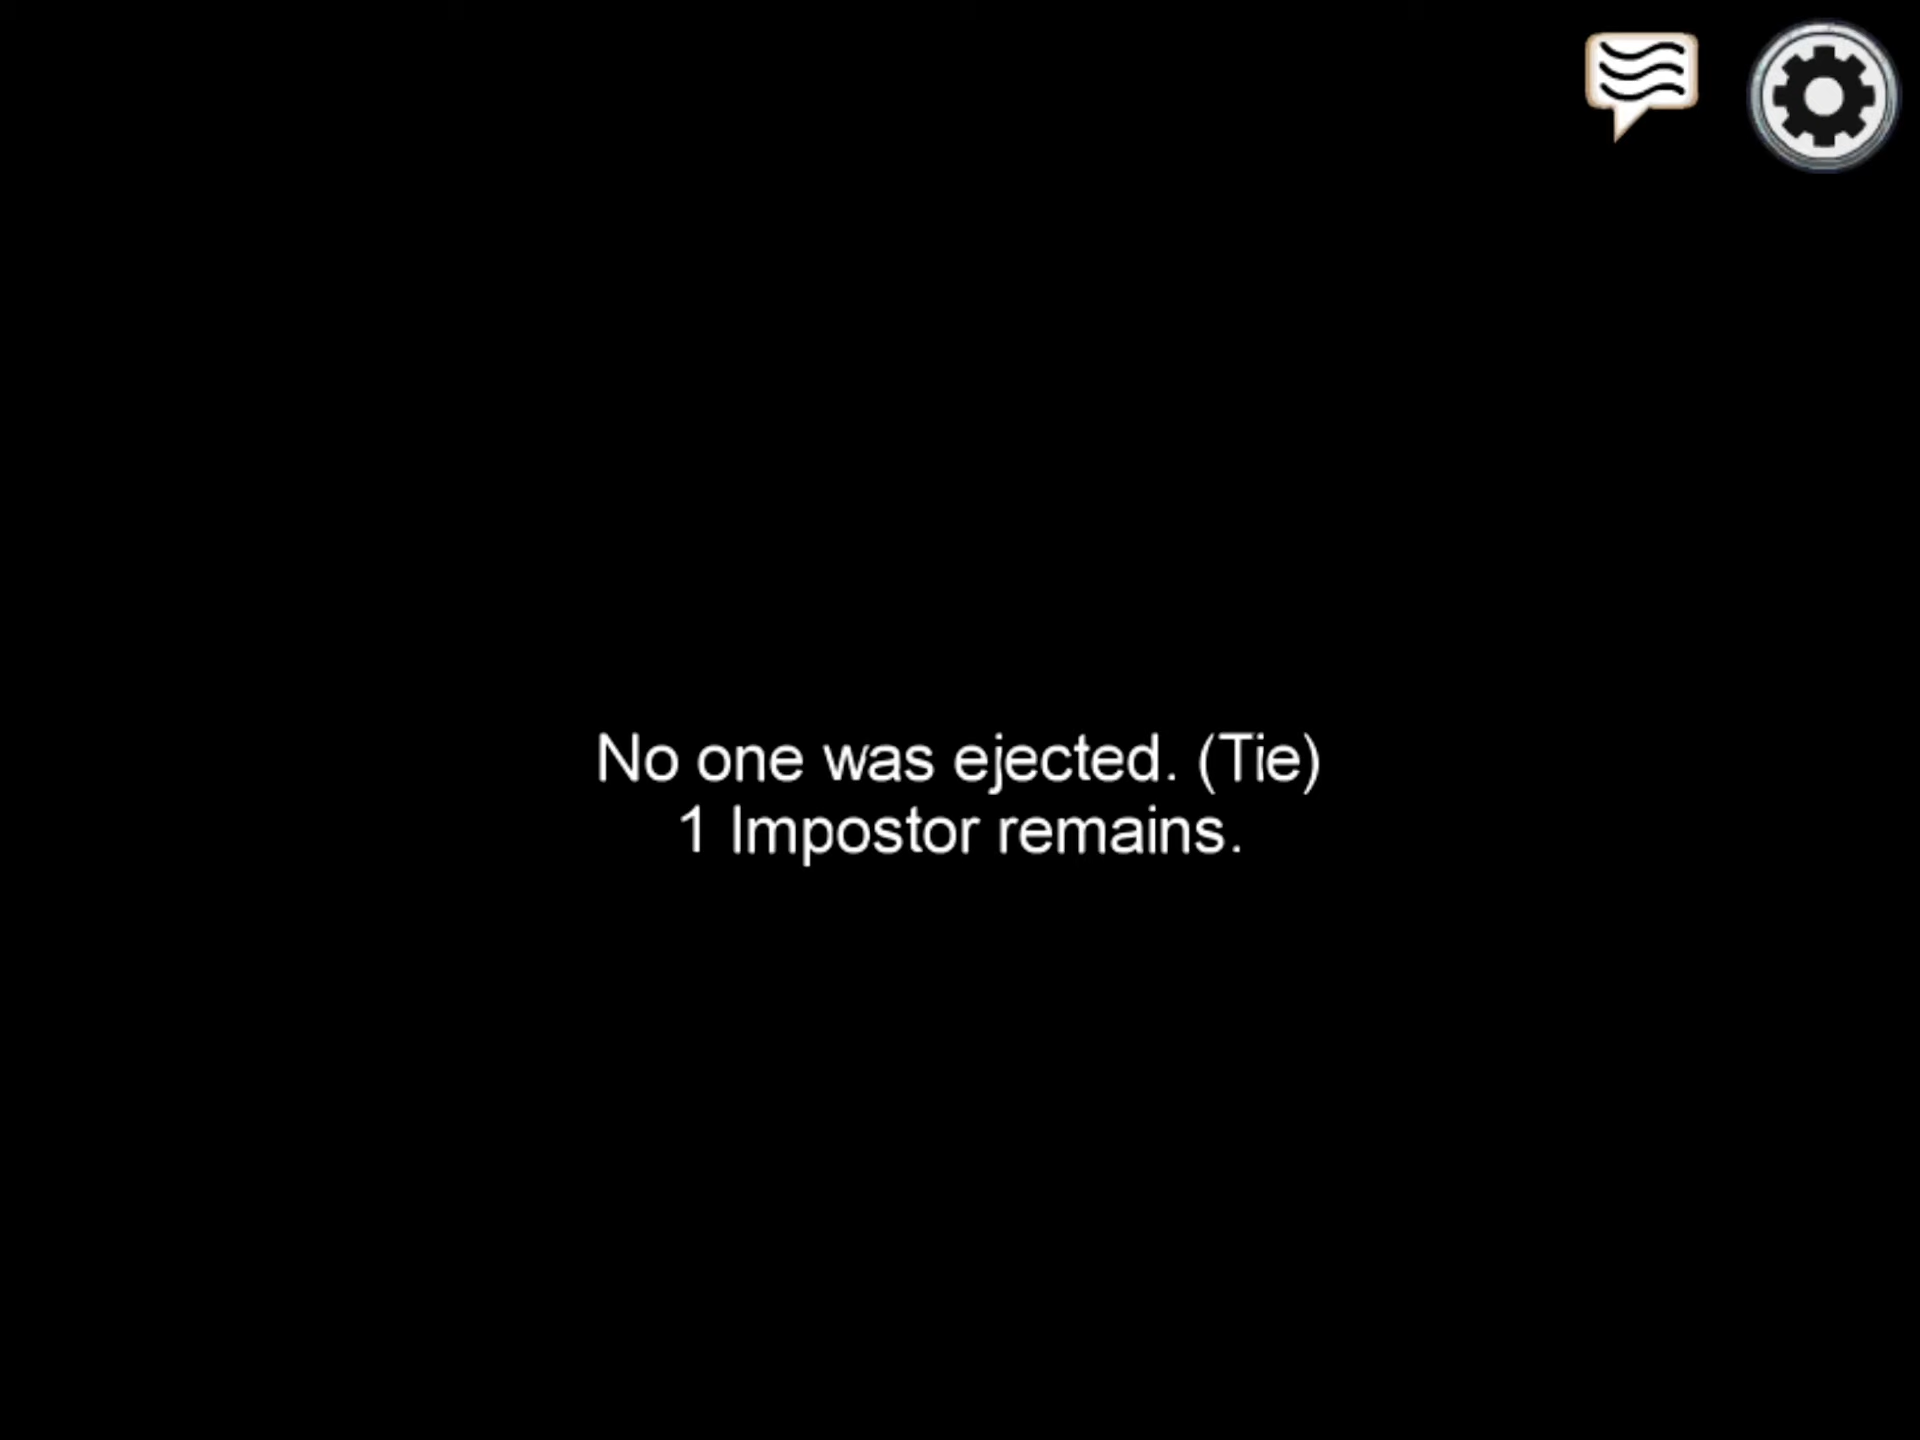 No one was ejected. (Tie)
1 Impostor remains.